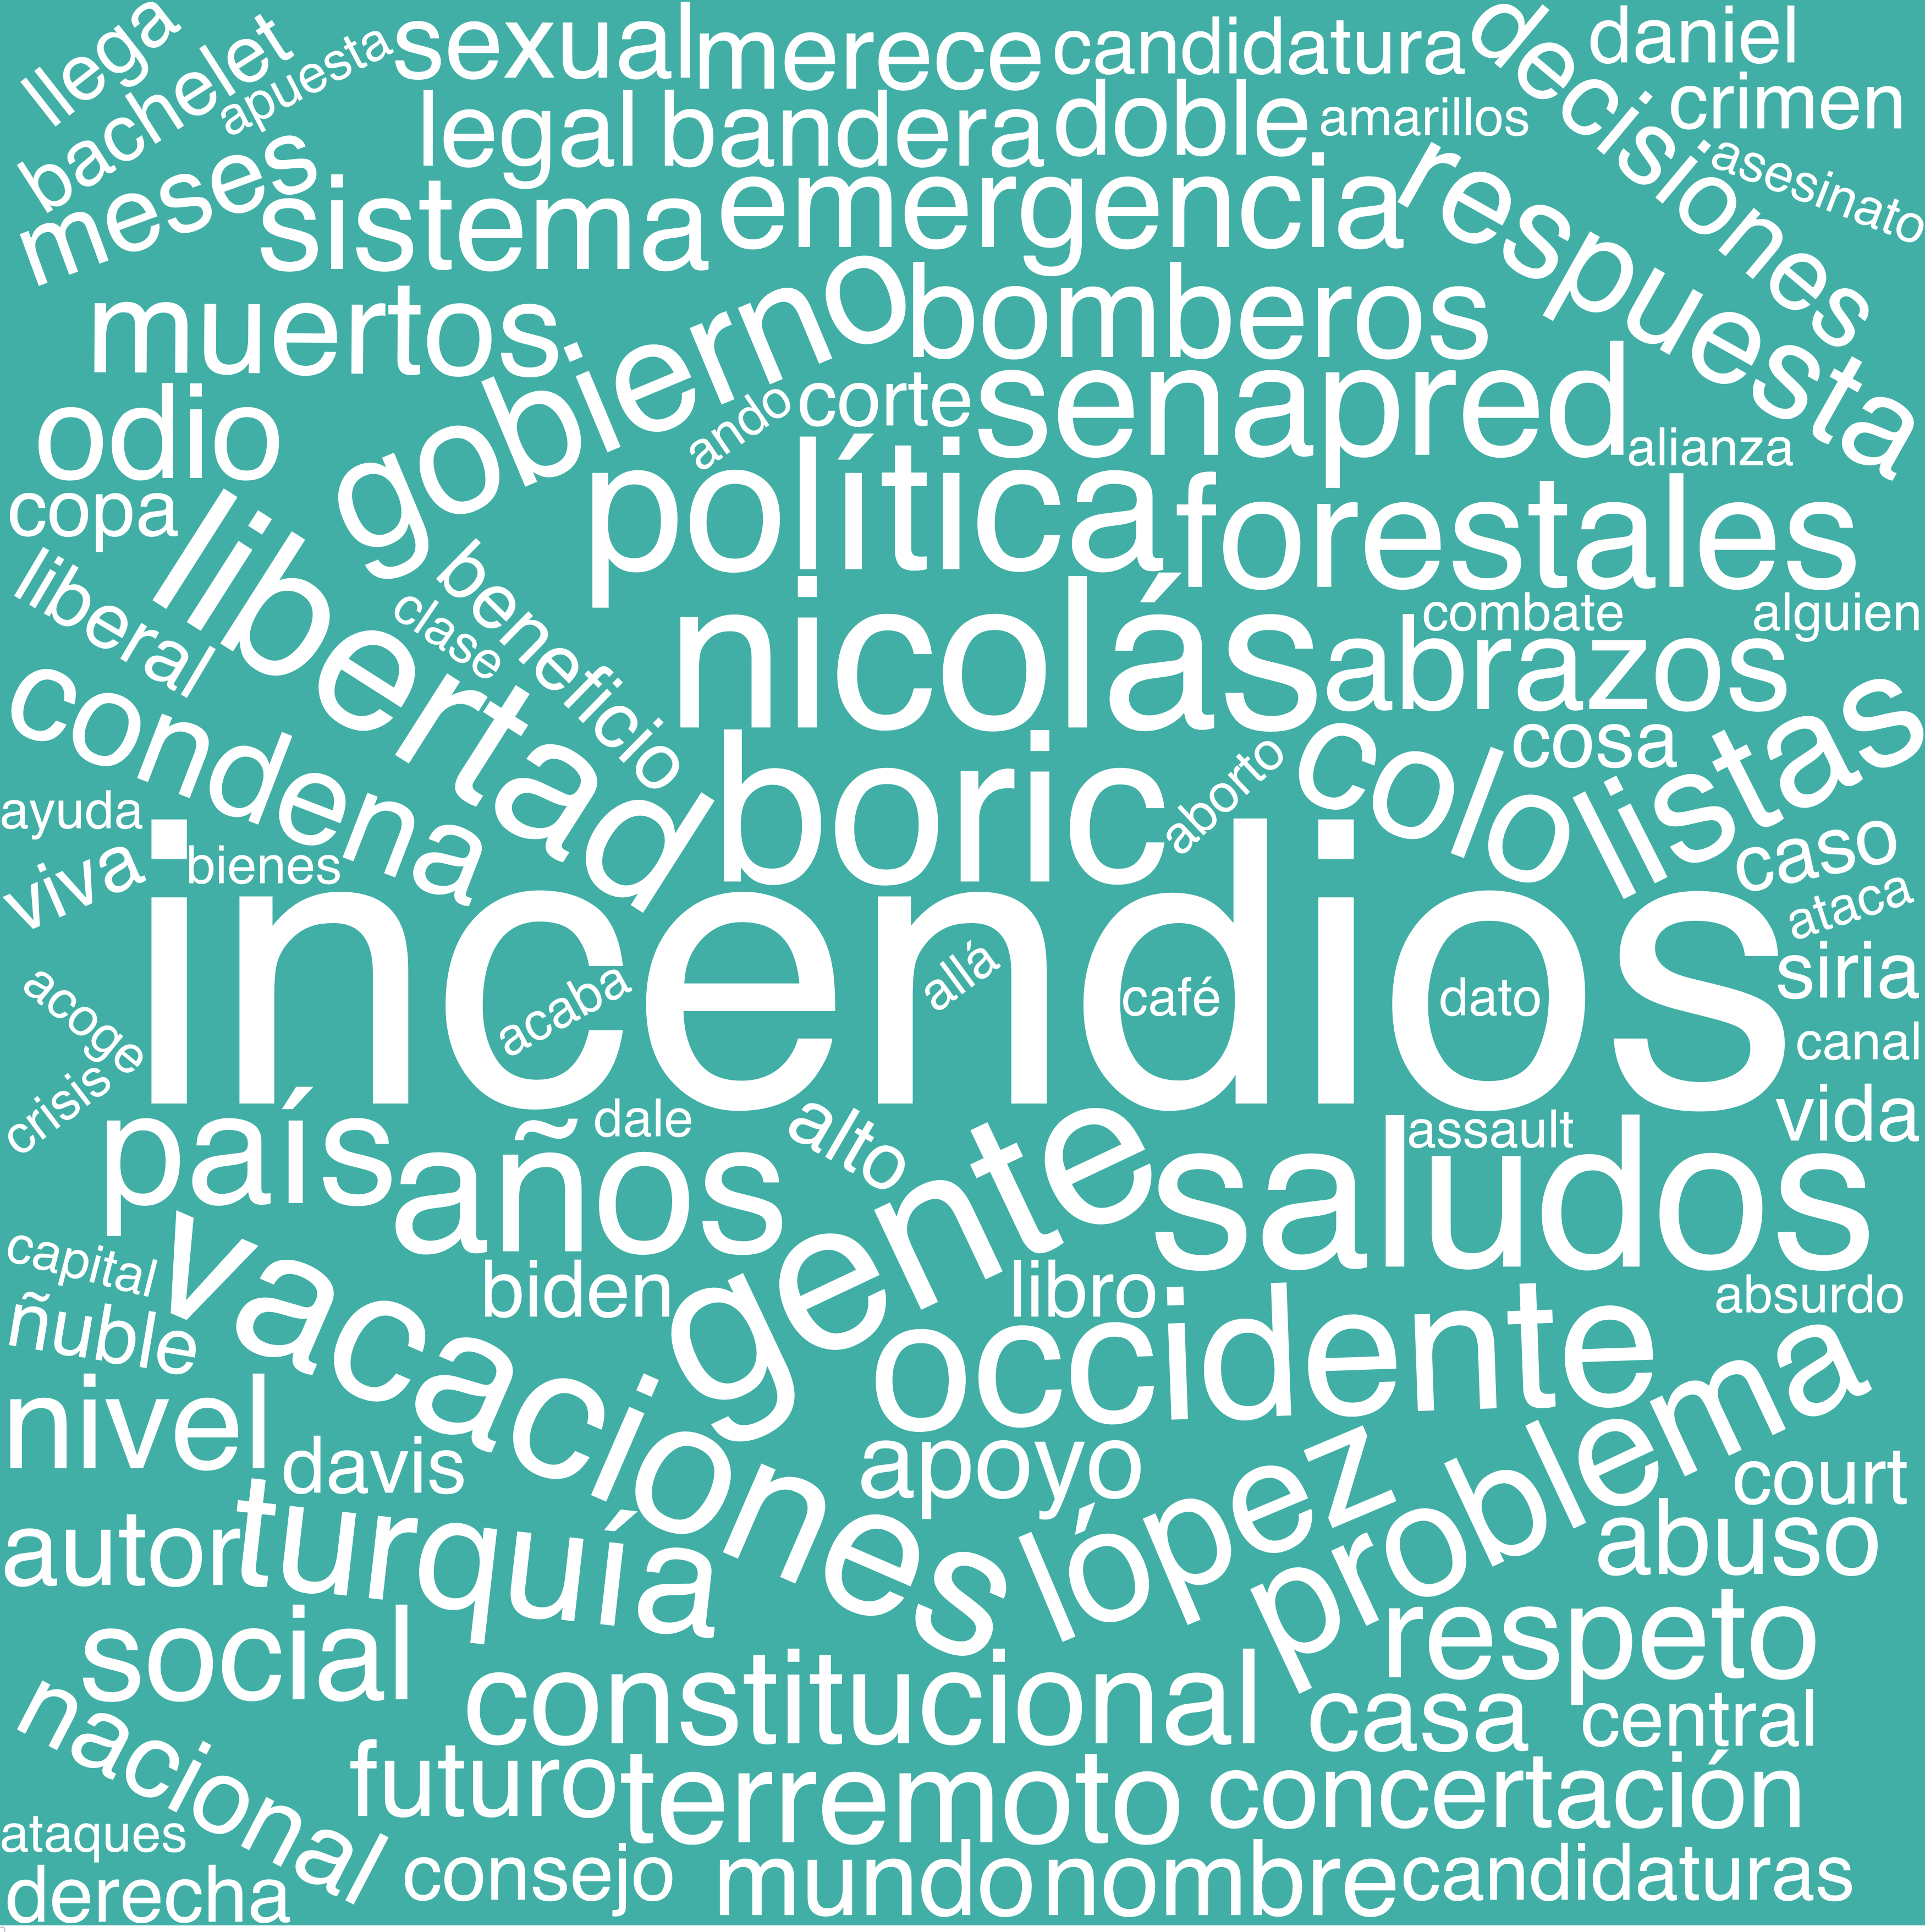 llega
bachelet
apuesta
sexual
merece
candidatura
decisiones
daniel
crimen
meses
legal
bandera
doble
amarillos
asesinato
sistema
emergencia
respuesta
muertos
gobierno
bomberos
odio
ando
corte
senapred
alianza
copa
libertad
política
forestales
liberal
clase
beneficio
nicolás
combate
alguien
abrazos
condena
boric
aborto
cololistas
cosa
ayuda
viva
bienes
caso
ataca
incendios
siria
acoge
acaba
allá
café
dato
canal
crisis
país
años
dale
alto
gente
assault
saludos
vida
capital
ñuble
vacaciones
biden
libro
occidente
absurdo
nivel
davis
apoyo
lópez
problema
court
autor
turquía
abuso
social
respeto
nacional
constitucional
casa
central
futuro
terremoto
concertación
ataques
derecha
consejo
mundo
nombre
candidaturas